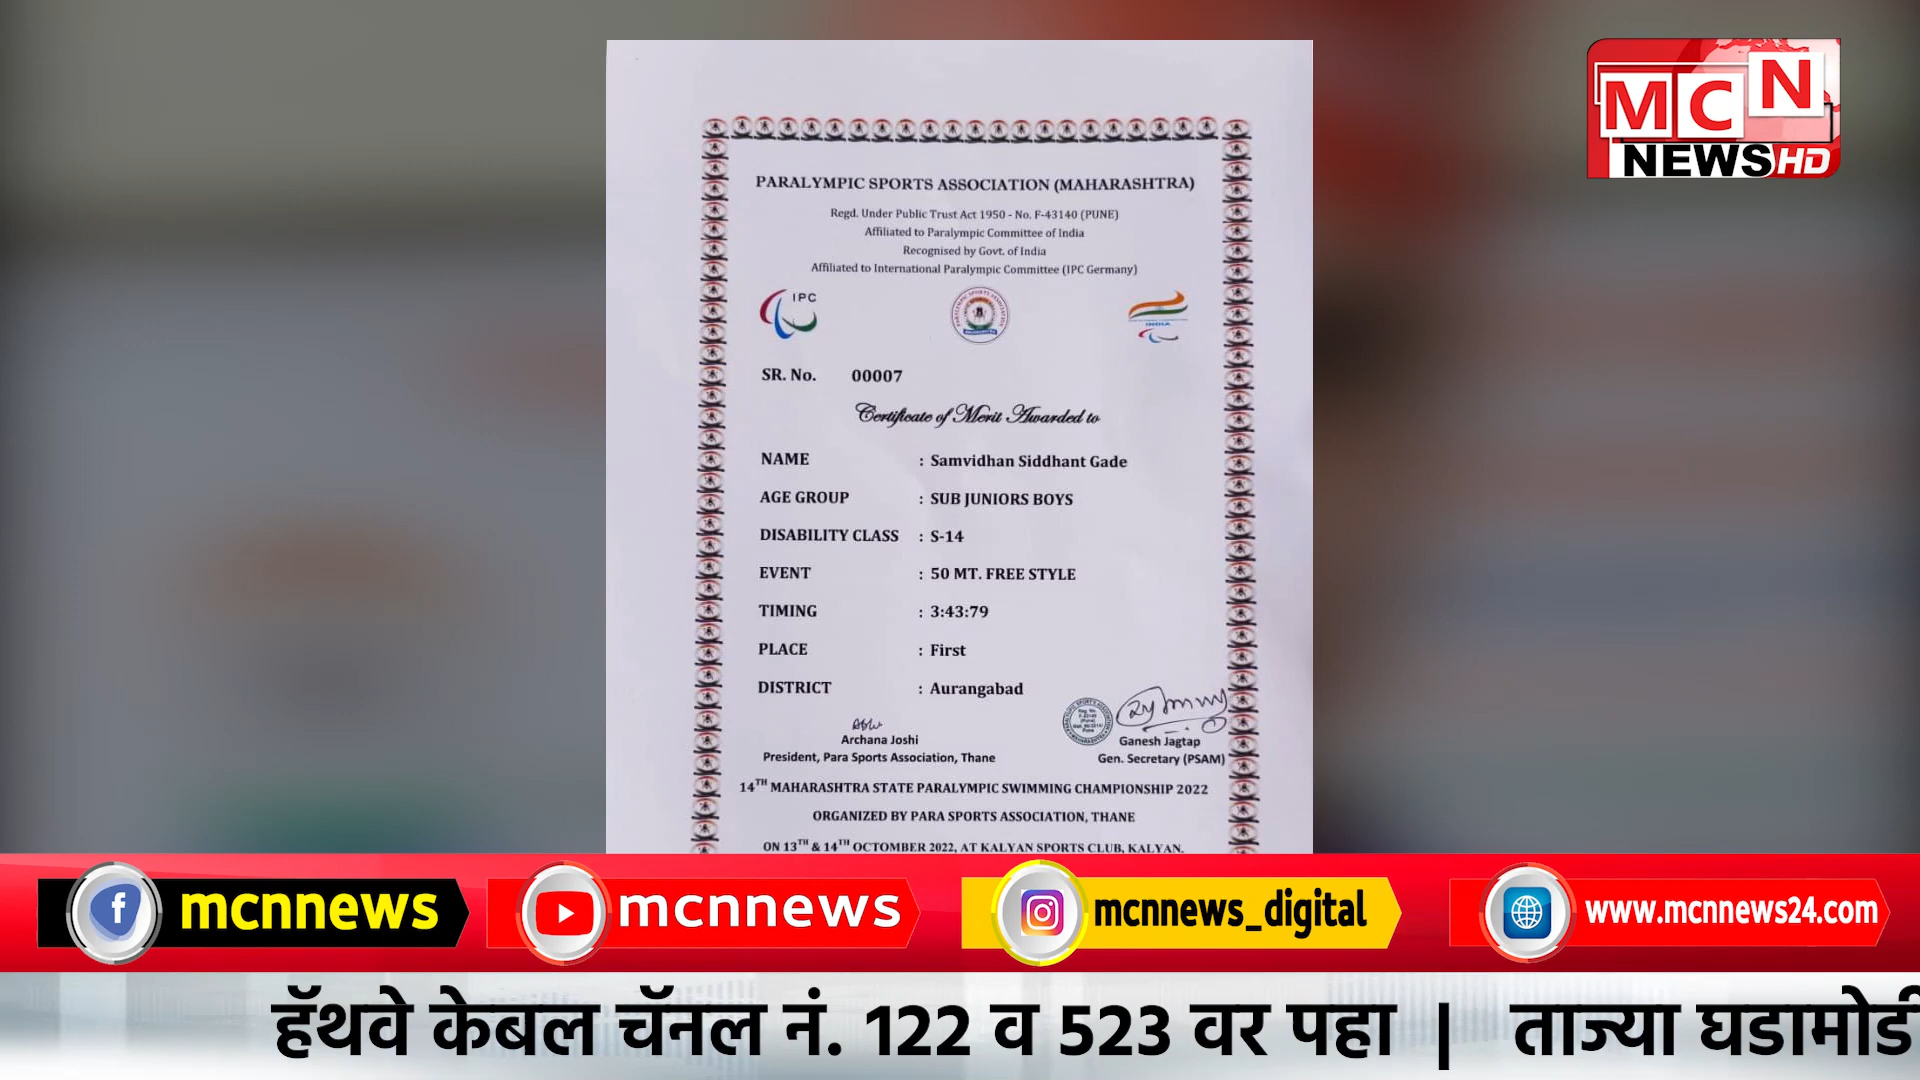 MCN
NEWS HD
PARALYMPIC SPORTS ASSOCIATION (MAHARASHTRA)
Regd. Under Public Trust Act 1950 - No. F-43140 (PUNE)
Affiliated to Paralympic Committee of India
Recognised by Govt. of India
Affiliated to International Paralympic Committee (IPC Germany)
IPC
INDIA
SR. No. 00007
Certificate of Merit Awarded to
NAME : Samvidhan Siddhant Gade
AGE GROUP : SUB JUNIORS BOYS
DISABILITY CLASS : S-14
EVENT : 50 MT. FREE STYLE
TIMING : 3:43:79
PLACE : First
DISTRICT : Aurangabad
Archana Joshi
President, Para Sports Association, Thane
Ganesh Jagtap
Gen. Secretary (PSAM)
14TH MAHARASHTRA STATE PARALYMPIC SWIMMING CHAMPIONSHIP 2022
ORGANIZED BY PARA SPORTS ASSOCIATION, THANE
ON 13TH & 14TH OCTOMBER 2022, AT KALYAN SPORTS CLUB, KALYAN.
mcnnews
mcnnews
mcnnews_digital
www.mcnnews24.com
हॅथवे केबल चॅनल नं. 122 व 523 वर पहा | ताज्या घडामोडी